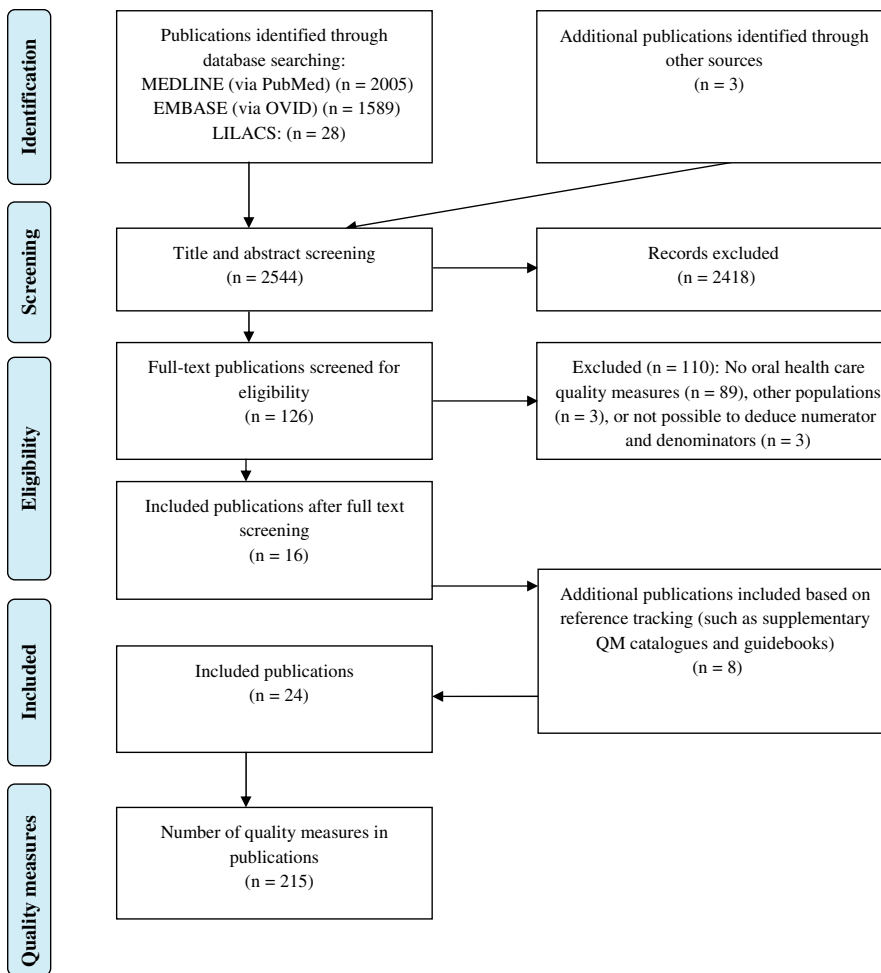 Identification
Publications identified through
database searching:
MEDLINE (via PubMed) (n = 2005)
EMBASE (via OVID) (n = 1589)
LILACS: (n = 28)
Additional publications identified through
other sources
(n = 3)
Screening
Title and abstract screening
(n = 2544)
Records excluded
(n = 2418)
Eligibility
Full-text publications screened for
eligibility
(n = 126)
Excluded (n = 110): No oral health care
quality measures (n = 89), other populations
(n = 3), or not possible to deduce numerator
and denominators (n = 3)
Included publications after full text
screening
(n = 16)
Included
Additional publications included based on
reference tracking (such as supplementary
QM catalogues and guidebooks)
(n = 8)
Included publications
(n = 24)
Quality measures
Number of quality measures in
publications
(n = 215)